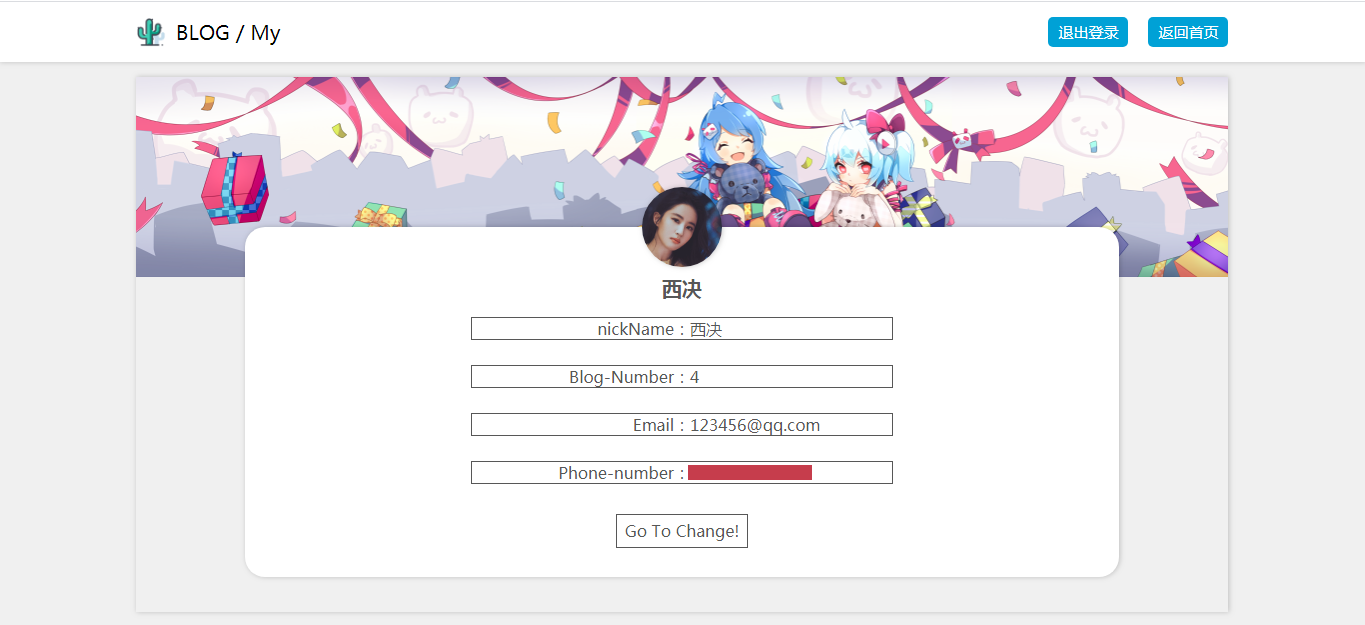 BLOG / My
退出登录
返回首页
西决
nickName : 西决
Blog-Number : 4
Email : 123456@qq.com
Phone-number :
Go To Change!